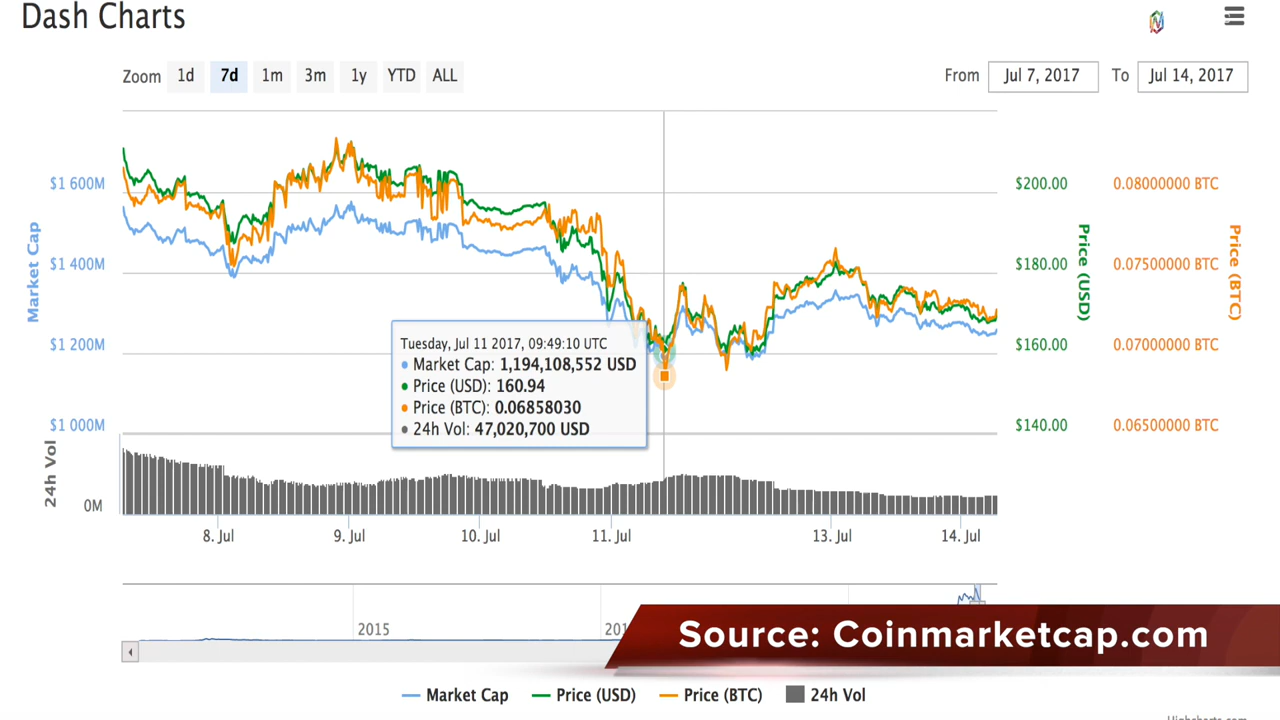 Dash Charts
Zoom 1d 7d 1m 3m 1y YTD ALL
From Jul 7, 2017 To Jul 14, 2017
$1 600M
$1 400M
$1 200M
$1 000M
0M
Market Cap
24h Vol
$200.00
$180.00
$160.00
$140.00
Price (USD)
0.08000000 BTC
0.07500000 BTC
0.07000000 BTC
0.06500000 BTC
Price (BTC)
Tuesday, Jul 11 2017, 09:49:10 UTC
Market Cap: 1,194,108,552 USD
Price (USD): 160.94
Price (BTC): 0.06858030
24h Vol: 47,020,700 USD
8. Jul 9. Jul 10. Jul 11. Jul 13. Jul 14. Jul
2015
Source: Coinmarketcap.com
Market Cap Price (USD) Price (BTC) 24h Vol